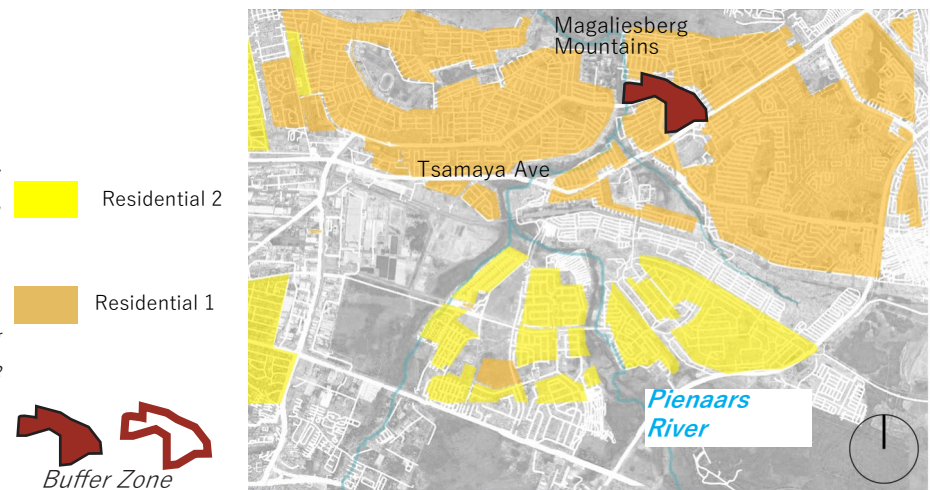 Magaliesberg
Mountains
Tsamaya Ave
Residential 2
Residential 1
Pienaars
River
Buffer Zone